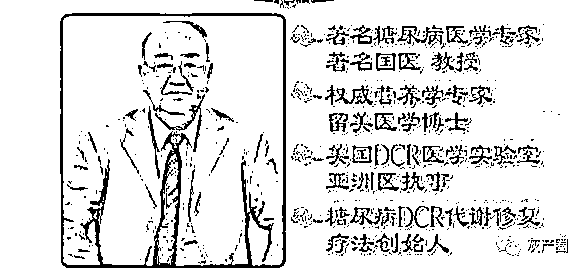 著名糖尿病医学专家
著名国医 教授
权威营养学专家
留美医学博士
美国DCR医学实验室
亚洲区执事
糖尿病DCR代谢修复
疗法创始人
灰产圈